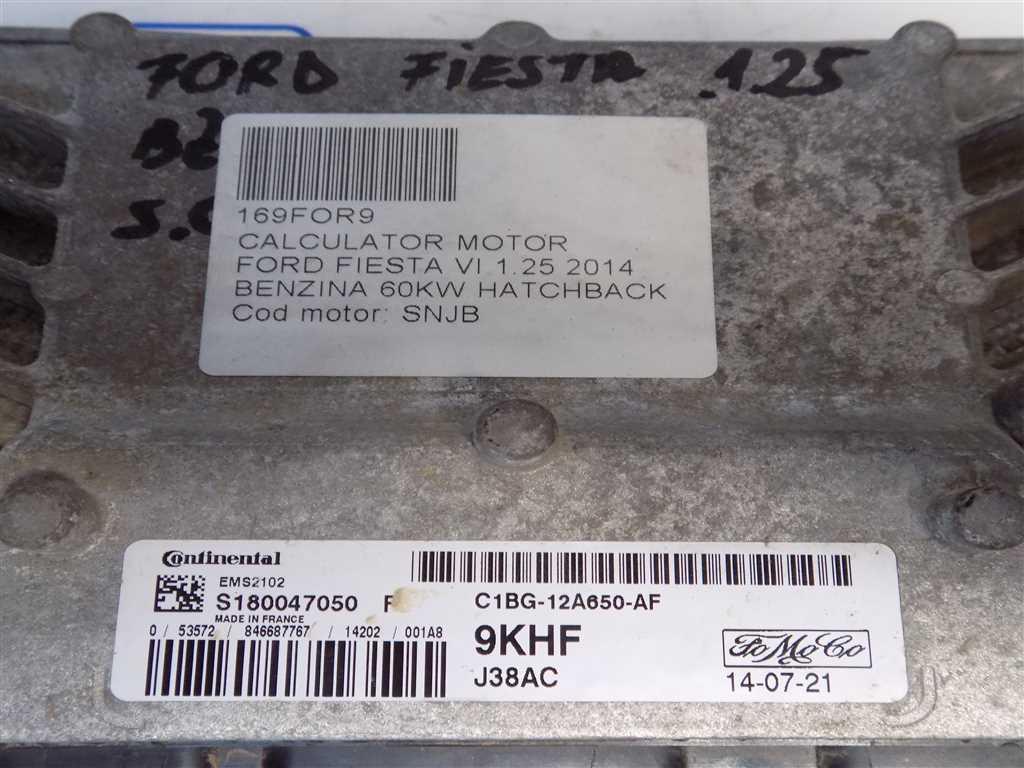 FORD FIESTA 1.25
169FOR9
CALCULATOR MOTOR
FORD FIESTA VI 1.25 2014
BENZINA 60KW HATCHBACK
Cod motor: SNJB
Continental
EMS2102
S180047050
MADE IN FRANCE
0 / 53572 / 846687767 / 14202 / 001A8
C1BG-12A650-AF
9KHF
J38AC
FoMoCo
14-07-21